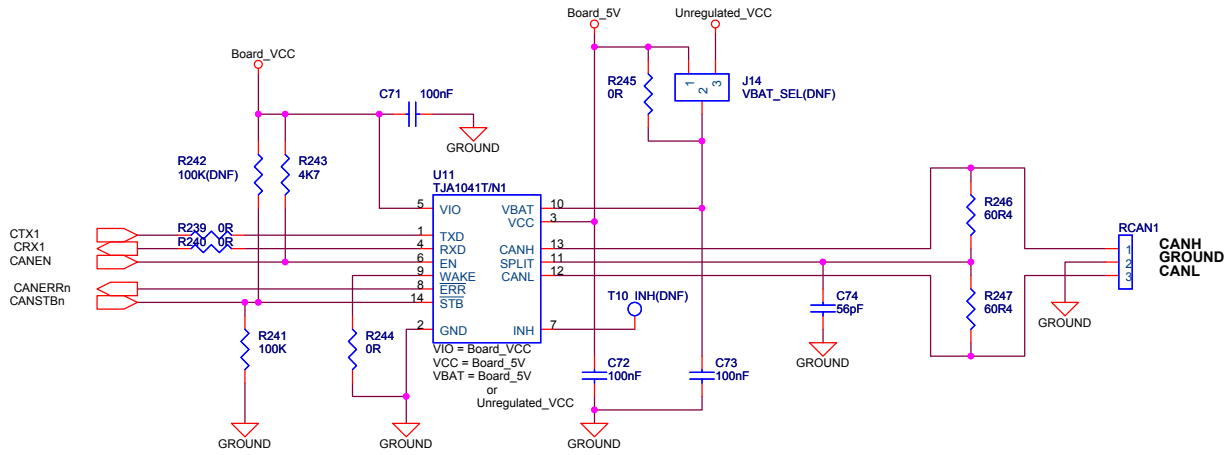 Board_5V
Unregulated_VCC
Board_VCC
C71
100nF
GROUND
R245
0R
1
3
2
J14
VBAT_SEL(DNF)
R242
100K(DNF)
R243
4K7
U11
TJA1041T/N1
5 VIO
VBAT 10
VCC 3
CTX1
R239 0R
1 TXD
CRX1
R240 0R
4 RXD
CANH 13
CANEN
6 EN
SPLIT 11
9 WAKE
CANL 12
CANERRn
8 ERR
CANSTBn
14 STB
2 GND
INH 7
T10_INH(DNF)
R241
100K
R244
0R
VIO = Board_VCC
VCC = Board_5V
VBAT = Board_5V
or
Unregulated_VCC
C72
100nF
C73
100nF
C74
56pF
GROUND
R246
60R4
R247
60R4
RCAN1
1
2
3
CANH
GROUND
CANL
GROUND
GROUND
GROUND
GROUND